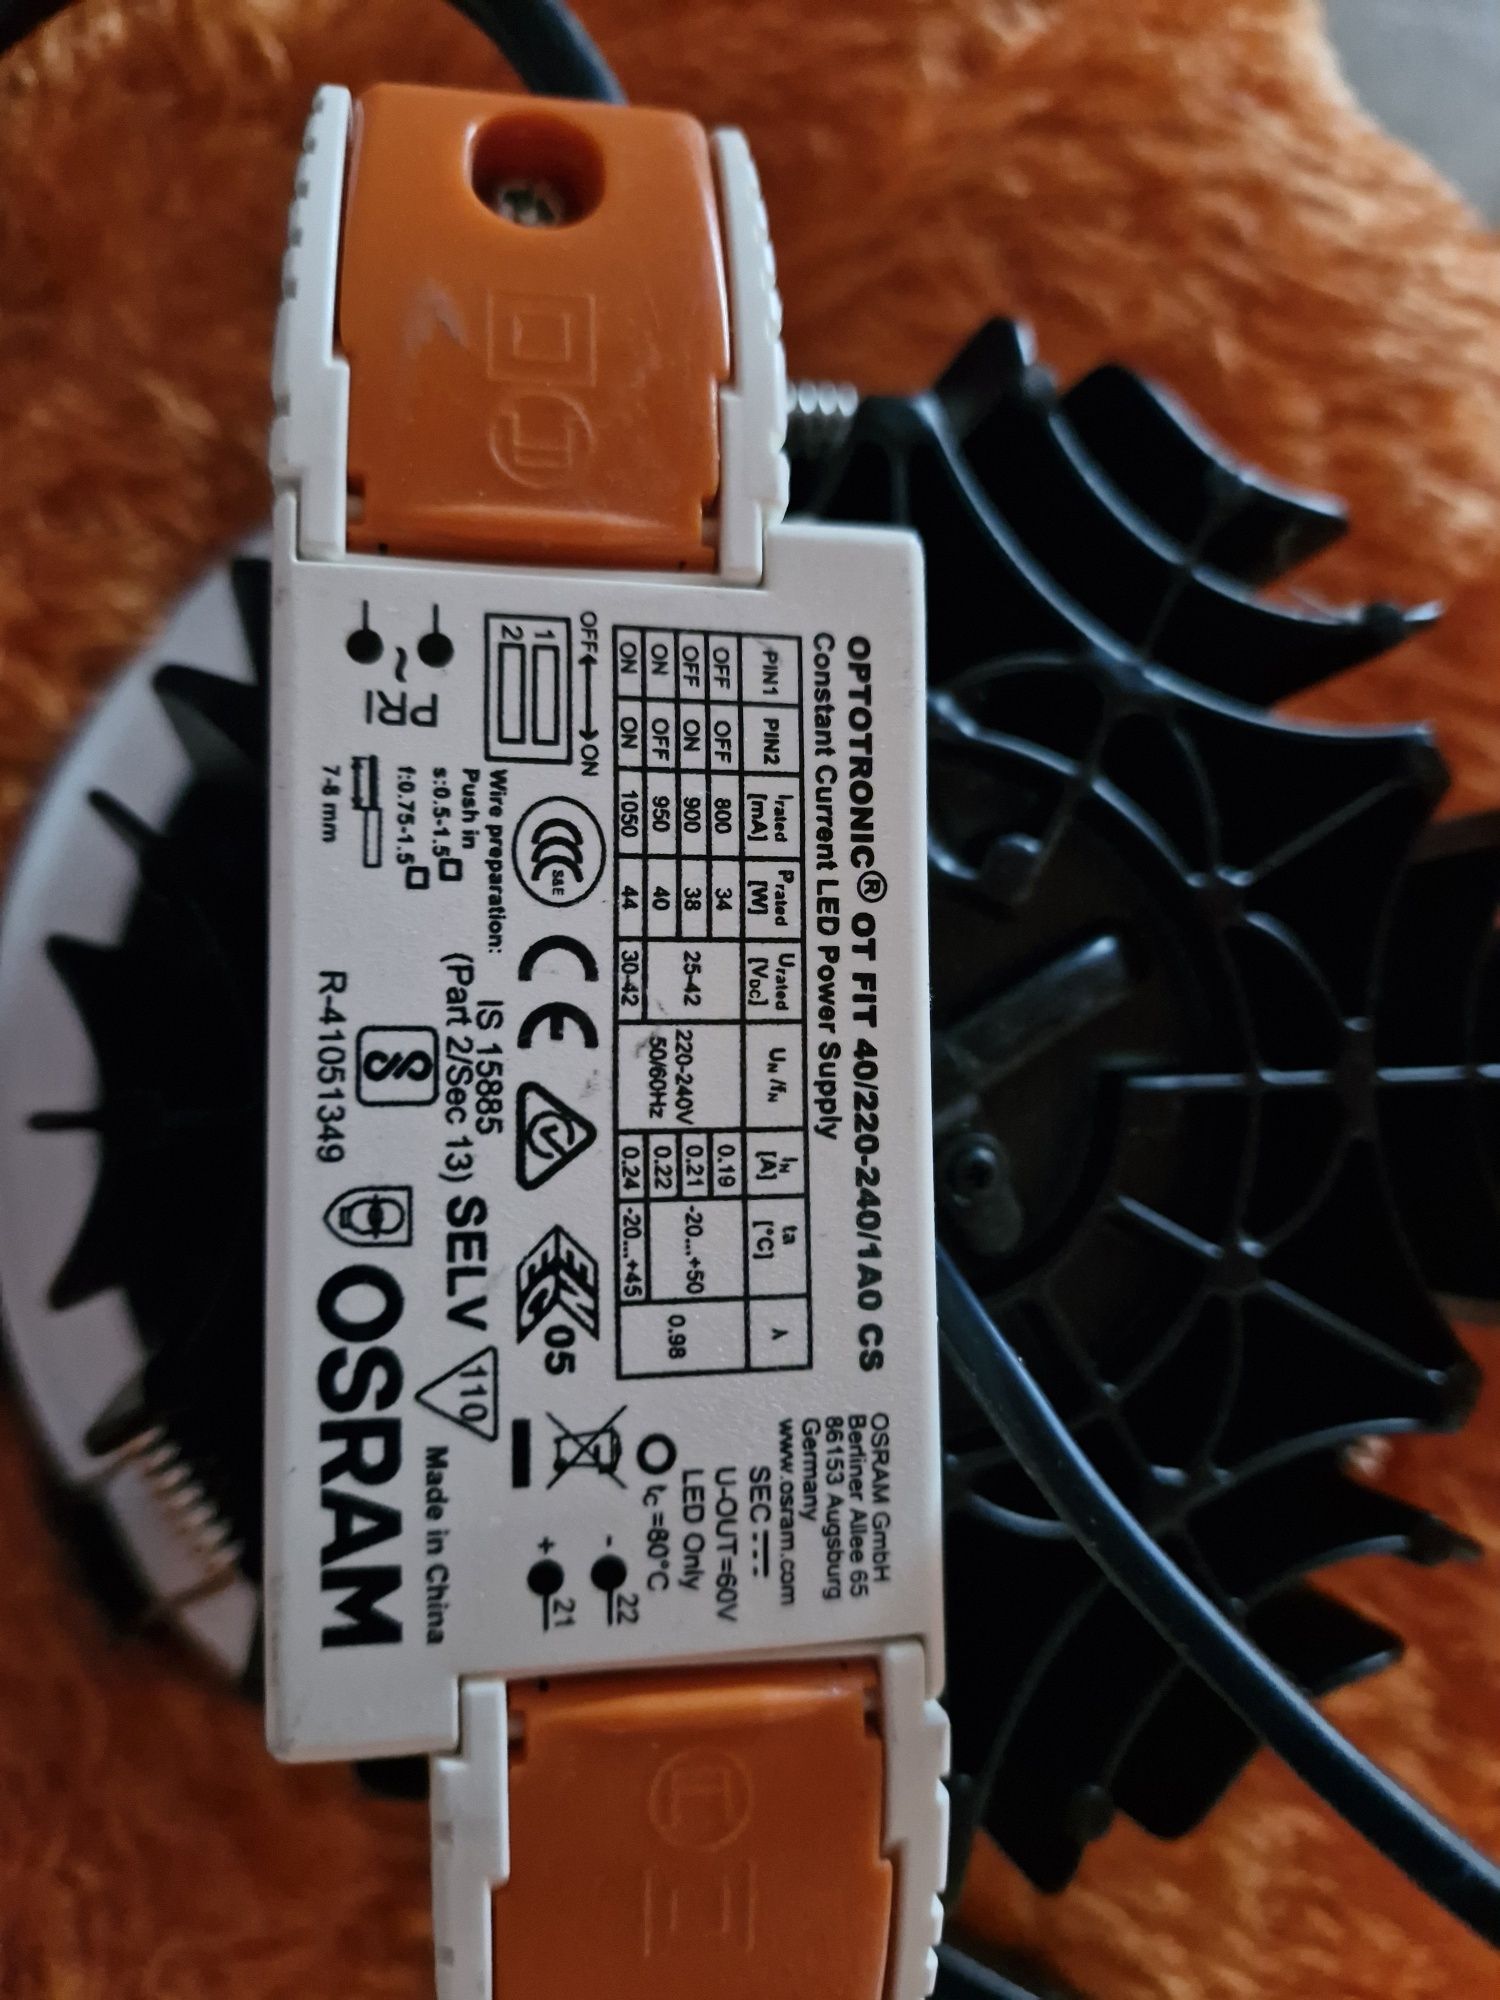 OPTOTRONIC® OT FIT 40/220-240/1A0 CS
Constant Current LED Power Supply
PIN1 PIN2 Irated [mA] Prated [W] Urated [VDC] UN /fN IN [A] ta [°C] λ
OFF OFF 800 34 25-42 220-240V 50/60Hz 0.19 -20...+50 0.98
OFF ON 900 38 0.21
ON OFF 950 40 0.22
ON ON 1050 44 30-42 0.24 -20...+45
OSRAM GmbH
Berliner Allee 65
86153 Augsburg
Germany
www.osram.com
SEC
U-OUT=60V
LED Only
tc =80°C
OFF ON
1
2
CCC
S&E
CE
ENEC
05
- 22
+ 21
Wire preparation:
Push in
s:0.5-1.5
f:0.75-1.5
7-8 mm
IS 15885
(Part 2/Sec 13)
R-41051349
SELV
110
OSRAM
Made in China